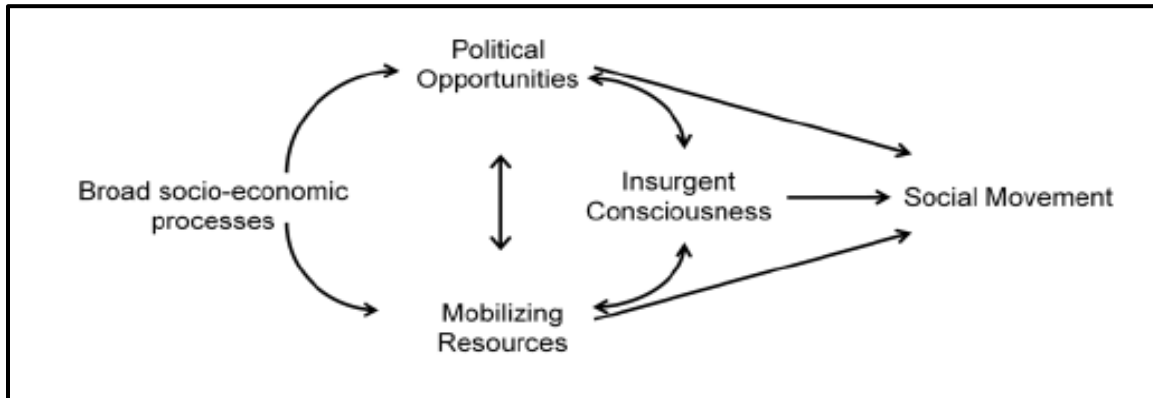 Political
Opportunities
Broad socio-economic
processes
Insurgent
Consciousness
Social Movement
Mobilizing
Resources